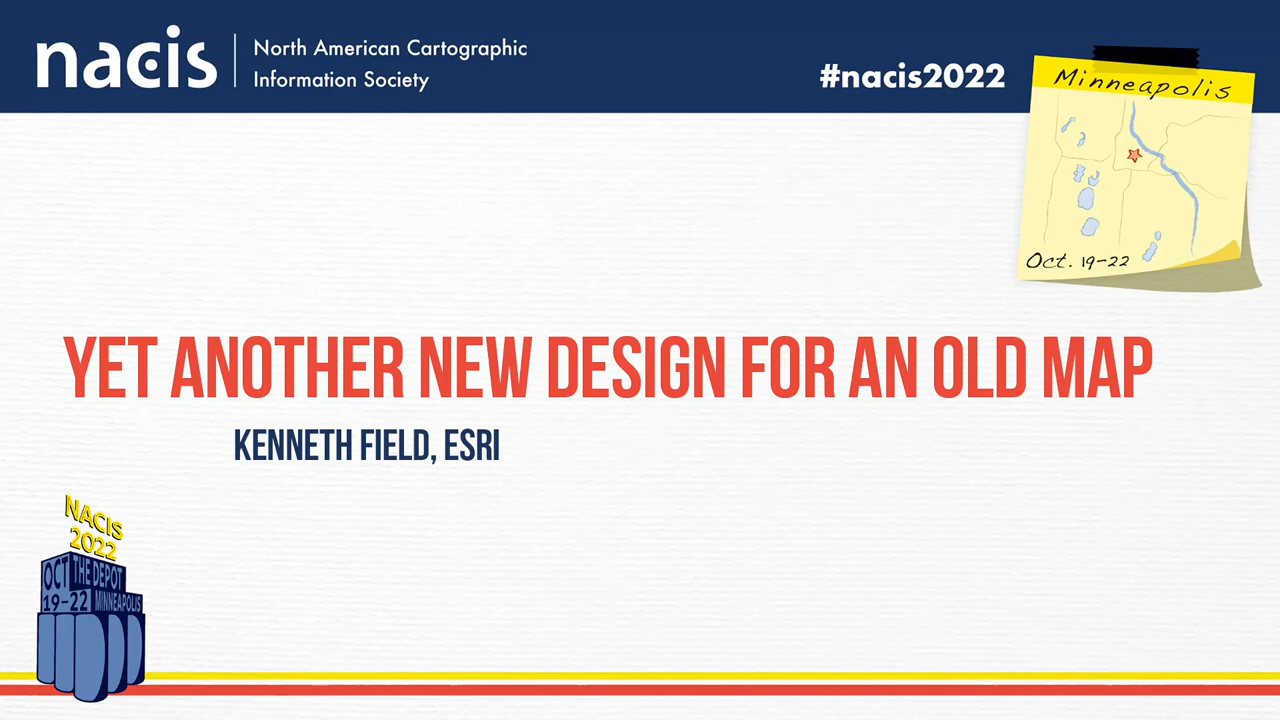 nacis
North American Cartographic
Information Society
#nacis2022
Minneapolis
Oct. 19-22
YET ANOTHER NEW DESIGN FOR AN OLD MAP
KENNETH FIELD, ESRI
NACIS
2022
OCT THE DEPOT
19-22 MINNEAPOLIS